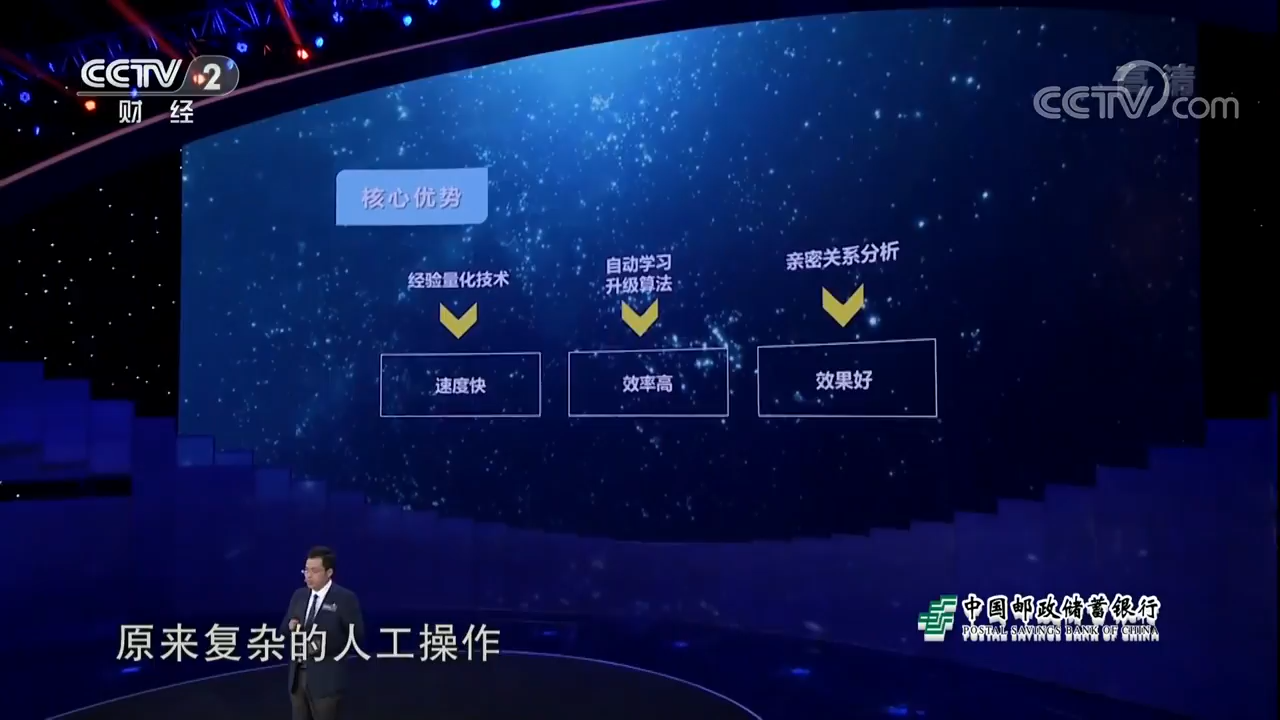 CCTV 2
财经
高清
CCTV.com
核心优势
经验量化技术
自动学习
升级算法
亲密关系分析
速度快
效率高
效果好
中国邮政储蓄银行
POSTAL SAVINGS BANK OF CHINA
原来复杂的人工操作